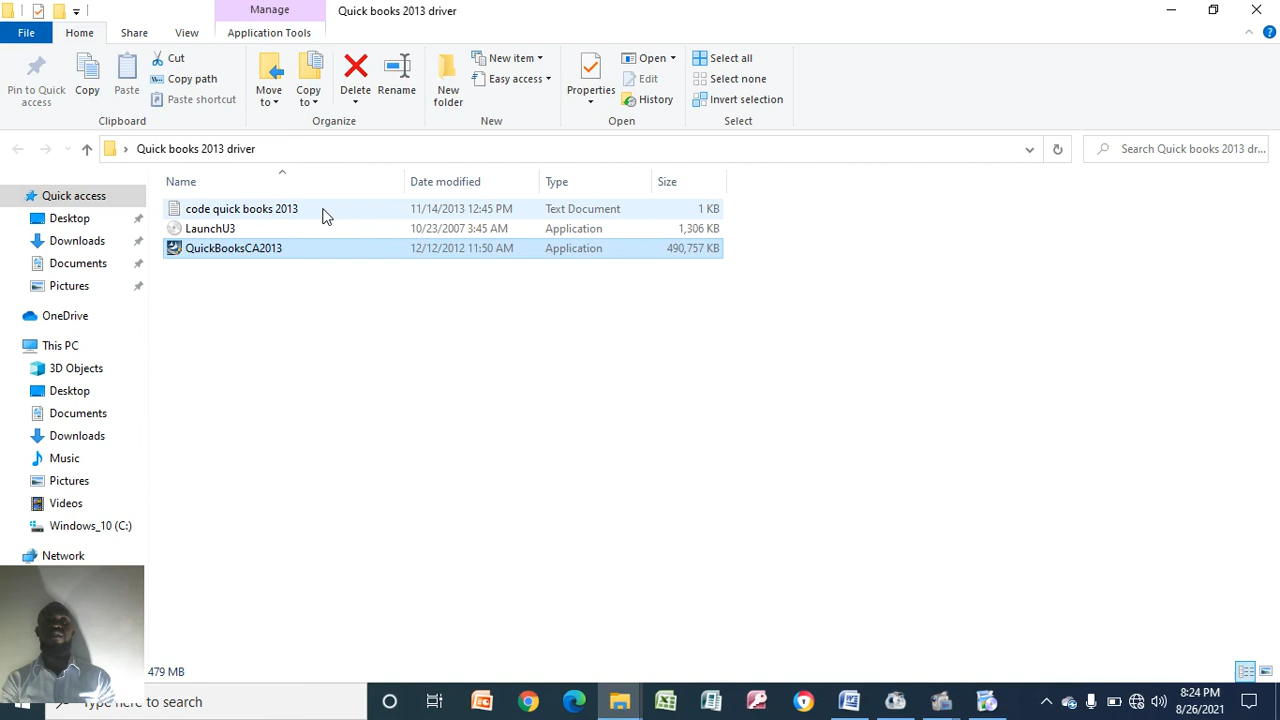 Manage
Quick books 2013 driver
File
Home
Share
View
Application Tools
Pin to Quick access
Copy
Paste
Cut
Copy path
Paste shortcut
Clipboard
Move to
Copy to
Delete
Rename
Organize
New folder
New item
Easy access
New
Properties
Open
Edit
History
Open
Select all
Select none
Invert selection
Select
Quick books 2013 driver
Search Quick books 2013 dr...
Name
Date modified
Type
Size
code quick books 2013 11/14/2013 12:45 PM Text Document 1 KB
LaunchU3 10/23/2007 3:45 AM Application 1,306 KB
QuickBooksCA2013 12/12/2012 11:50 AM Application 490,757 KB
Quick access
Desktop
Downloads
Documents
Pictures
OneDrive
This PC
3D Objects
Desktop
Documents
Downloads
Music
Pictures
Videos
Windows_10 (C:)
Network
479 MB
Type here to search
8:24 PM
8/26/2021